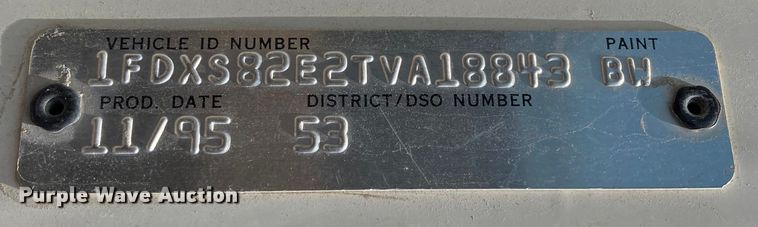 VEHICLE ID NUMBER PAINT
1FDXS82E2TVA18843 BW
PROD. DATE DISTRICT/DSO NUMBER
11/95 53
Purple Wave Auction